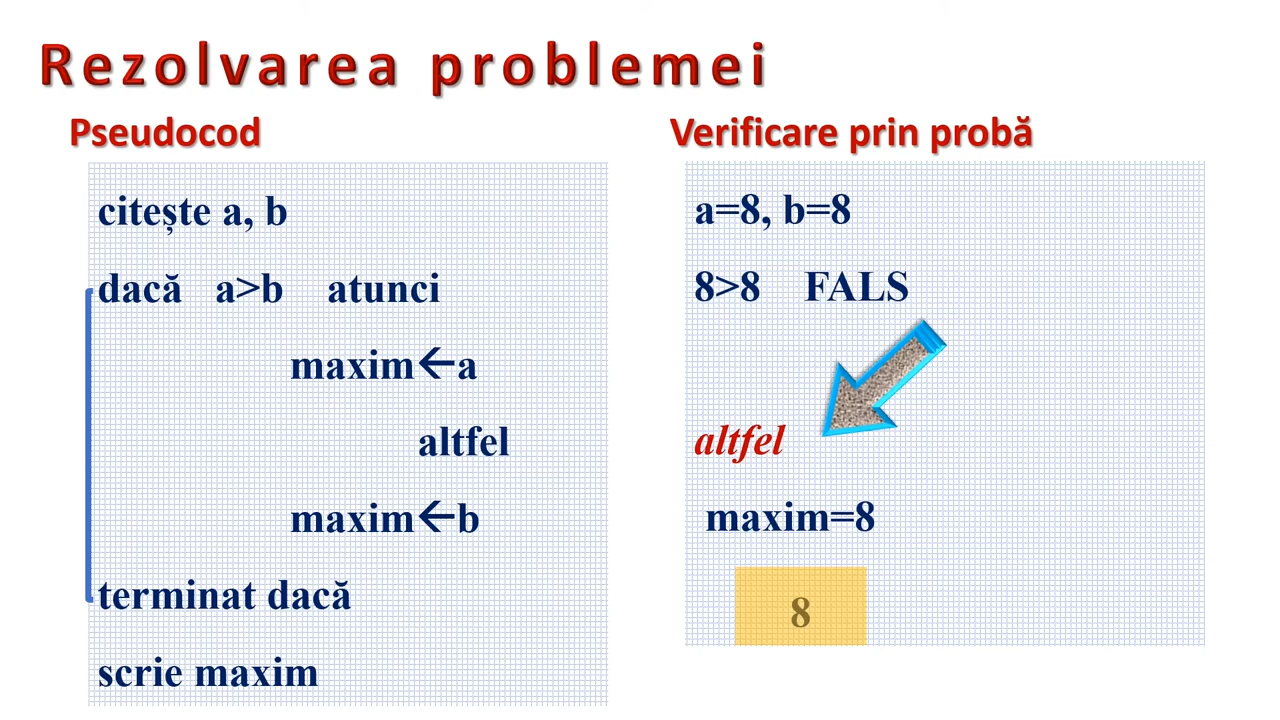 Rezolvarea problemei
Pseudocod
citește a, b
dacă a>b atunci
maxim←a
altfel
maxim←b
terminat dacă
scrie maxim
Verificare prin probă
a=8, b=8
8>8 FALS
altfel
maxim=8
8